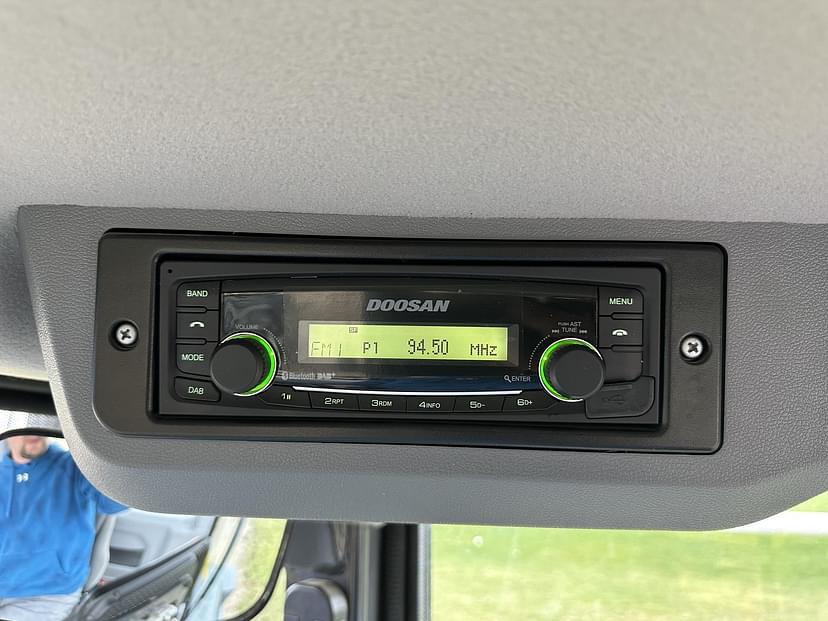 DOOSAN
BAND
MENU
VOLUME
PUSH AST
TUNE
SP
FM1 P1 94.50 MHz
MODE
Bluetooth DAB+
ENTER
DAB
1
2RPT
3RDM
4INFO
5D-
6D+